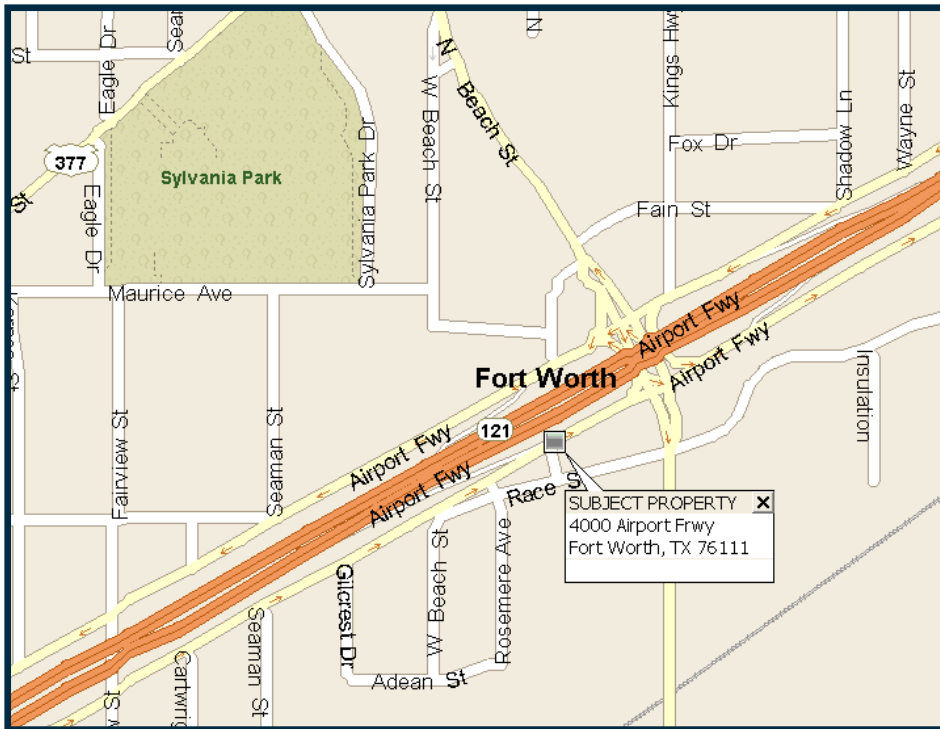 St
Eagle Dr
Sear
N
Beach St
W Beach St
N
Kings Hwy
Shadow Ln
Wayne St
Fox Dr
377
Sylvania Park
Sylvania Park Dr
St
Eagle Dr
Fain St
Maurice Ave
Airport Fwy
Airport Fwy
Fort Worth
Insulation
121
Fairview St
Seaman St
Airport Fwy
Airport Fwy
Race S
SUBJECT PROPERTY
4000 Airport Frwy
Fort Worth, TX 76111
W Beach St
Rosemere Ave
Gilcrest Dr
Seaman St
Cartwrig
Adean St
w St